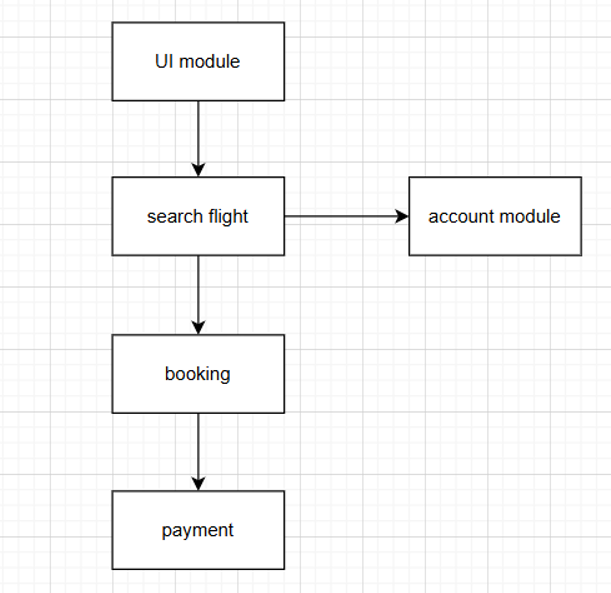 UI module
search flight
account module
booking
payment